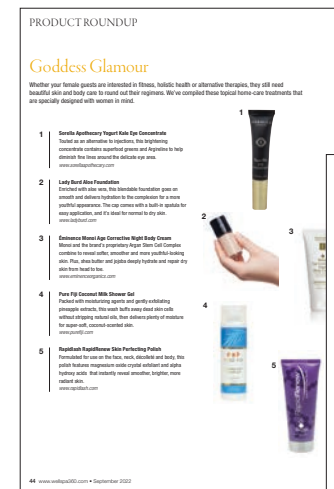 PRODUCT ROUNDUP
Goddess Glamour
Whether your female guests are interested in fitness, holistic health or alternative therapies, they still need
beautiful skin and body care to round out their regimens. We've compiled these topical home-care treatments that
are specially designed with women in mind.
1 Sorella Apothecary Yogurt Kale Eye Concentrate
Touted as an alternative to injections, this brightening
concentrate contains superfood greens and Argireline to help
diminish fine lines around the delicate eye area.
www.sorellaapothecary.com
2 Lady Burd Aloe Foundation
Enriched with aloe vera, this blendable foundation goes on
smooth and delivers hydration to the complexion for a more
youthful appearance. The cap comes with a built-in spatula for
easy application, and it's ideal for normal to dry skin.
www.ladyburd.com
3 Éminence Monoi Age Corrective Night Body Cream
Monoi and the brand's proprietary Argan Stem Cell Complex
combine to reveal softer, smoother and more youthful-looking
skin. Plus, shea butter and jojoba deeply hydrate and repair dry
skin from head to toe.
www.eminenceorganics.com
4 Pure Fiji Coconut Milk Shower Gel
Packed with moisturizing agents and gently exfoliating
pineapple extracts, this wash buffs away dead skin cells
without stripping natural oils, then delivers plenty of moisture
for super-soft, coconut-scented skin.
www.purefiji.com
5 Rapidlash RapidRenew Skin Perfecting Polish
Formulated for use on the face, neck, décolleté and body, this
polish features magnesium oxide crystal exfoliant and alpha
hydroxy acids that instantly reveal smoother, brighter, more
radiant skin.
www.rapidlash.com
1
2
3
4
5
RapidRenew
44 www.wellspa360.com • September 2022